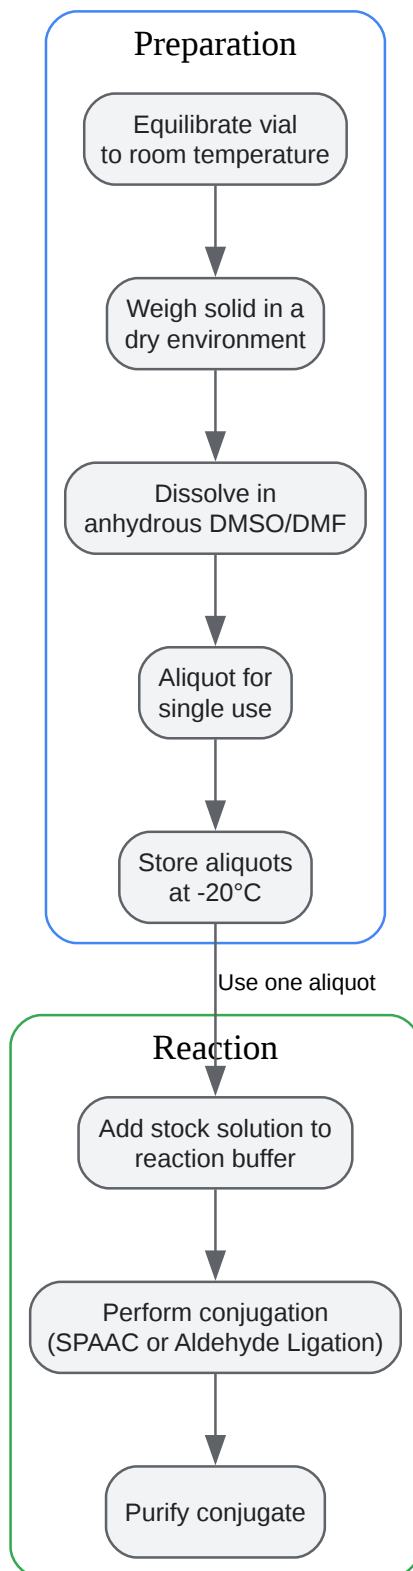 Preparation
Equilibrate vial
to room temperature
Weigh solid in a
dry environment
Dissolve in
anhydrous DMSO/DMF
Aliquot for
single use
Store aliquots
at -20°C
Use one aliquot
Reaction
Add stock solution to
reaction buffer
Perform conjugation
(SPAAC or Aldehyde Ligation)
Purify conjugate